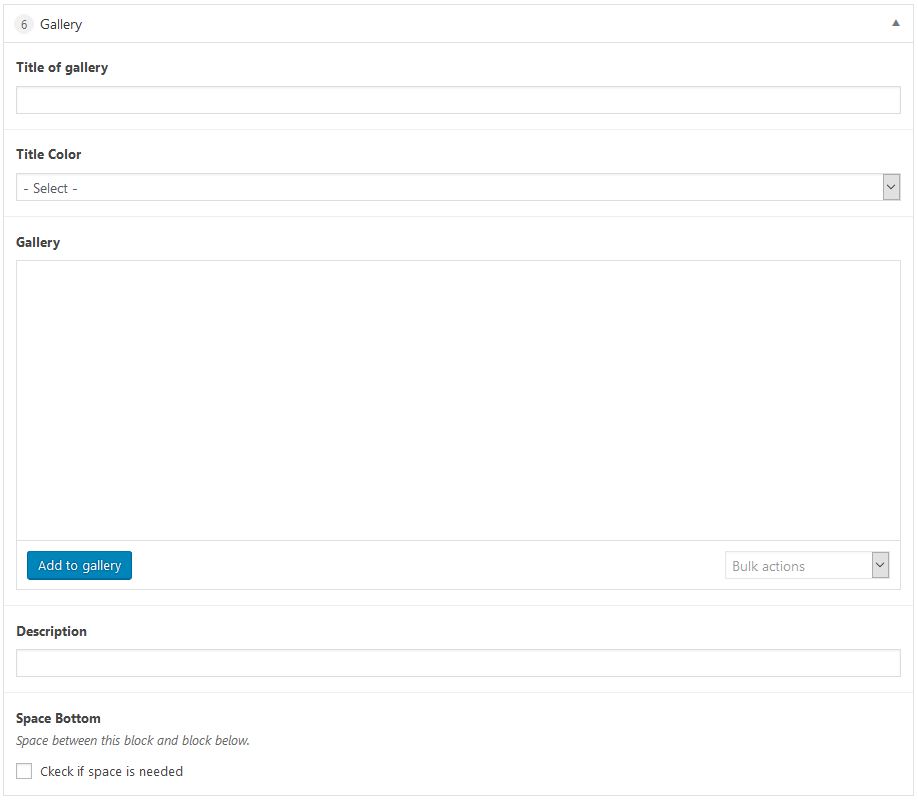 6 Gallery
Title of gallery
Title Color
- Select -
Gallery
Add to gallery Bulk actions
Description
Space Bottom
Space between this block and block below.
Ckeck if space is needed